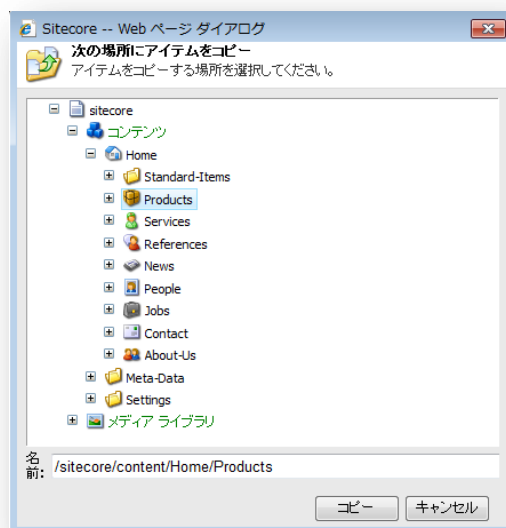 Sitecore -- Web ページ ダイアログ
次の場所にアイテムをコピー
アイテムをコピーする場所を選択してください。
sitecore
コンテンツ
Home
Standard-Items
Products
Services
References
News
People
Jobs
Contact
About-Us
Meta-Data
Settings
メディア ライブラリ
名前: /sitecore/content/Home/Products
コピー キャンセル